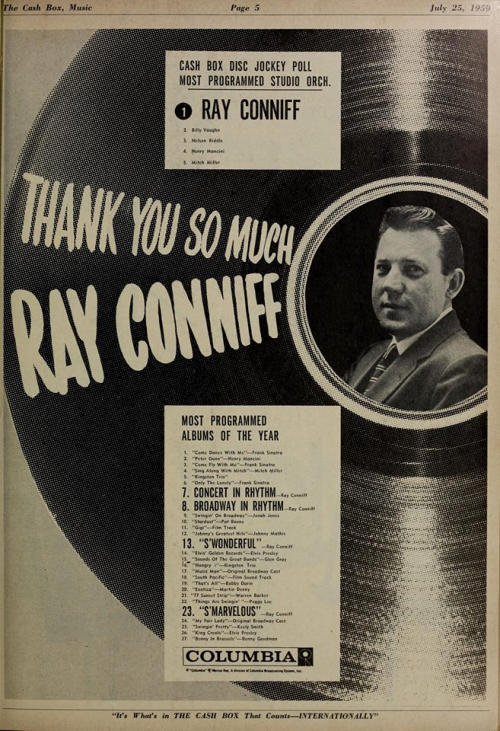 The Cash Box, Music Page 5 July 25, 1959
CASH BOX DISC JOCKEY POLL
MOST PROGRAMMED STUDIO ORCH.
1 RAY CONNIFF
2. Billy Vaughn
3. Nelson Riddle
4. Henry Mancini
5. Mitch Miller
THANK YOU SO MUCH
RAY CONNIFF
MOST PROGRAMMED
ALBUMS OF THE YEAR
1. "Come Dance With Me"—Frank Sinatra
2. "Peter Gunn"—Henry Mancini
3. "Come Fly With Me"—Frank Sinatra
4. "Sing Along With Mitch"—Mitch Miller
5. "Kingston Trio"
6. "Only The Lonely"—Frank Sinatra
7. CONCERT IN RHYTHM—Ray Conniff
8. BROADWAY IN RHYTHM—Ray Conniff
9. "Swingin' On Broadway"—Jonah Jones
10. "Stardust"—Pat Boone
11. "Gigi"—Film Track
12. "Johnny's Greatest Hits"—Johnny Mathis
13. "S'WONDERFUL"—Ray Conniff
14. "Elvis' Golden Records"—Elvis Presley
15. "Sounds Of The Great Bands"—Glen Gray
16. "Hungry i"—Kingston Trio
17. "Music Man"—Original Broadway Cast
18. "South Pacific"—Film Sound Track
19. "That's All"—Bobby Darin
20. "Exotica"—Martin Denny
21. "77 Sunset Strip"—Warren Barker
22. "Things Are Swingin' "—Peggy Lee
23. "S'MARVELOUS"—Ray Conniff
24. "My Fair Lady"—Original Broadway Cast
25. "Swingin' Pretty"—Keely Smith
26. "King Creole"—Elvis Presley
27. "Benny In Brussels"—Benny Goodman
COLUMBIA
® "Columbia" ® Marcas Reg. A division of Columbia Broadcasting System, Inc.
"It's What's in THE CASH BOX That Counts—INTERNATIONALLY"